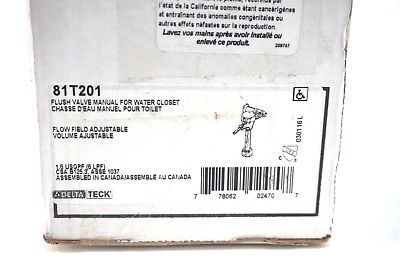 l'état de la Californie comme étant cancérigènes
et entraînant des anomalies congénitales ou
autres néfastes sur la reproduction.
Lavez vos mains après avoir installé ou
enlevé ce produit.
208767
81T201
FLUSH VALVE MANUAL FOR WATER CLOSET
CHASSE D'EAU MANUEL POUR TOILET
FLOW FIELD ADJUSTABLE
VOLUME AJUSTABLE
030116 L
1.6 USGPF (6 LPF)
CSA B125.3, ASSE 1037
ASSEMBLED IN CANADA/ASSEMBLÉ AU CANADA
DELTA TECK
7 78062 02470 7